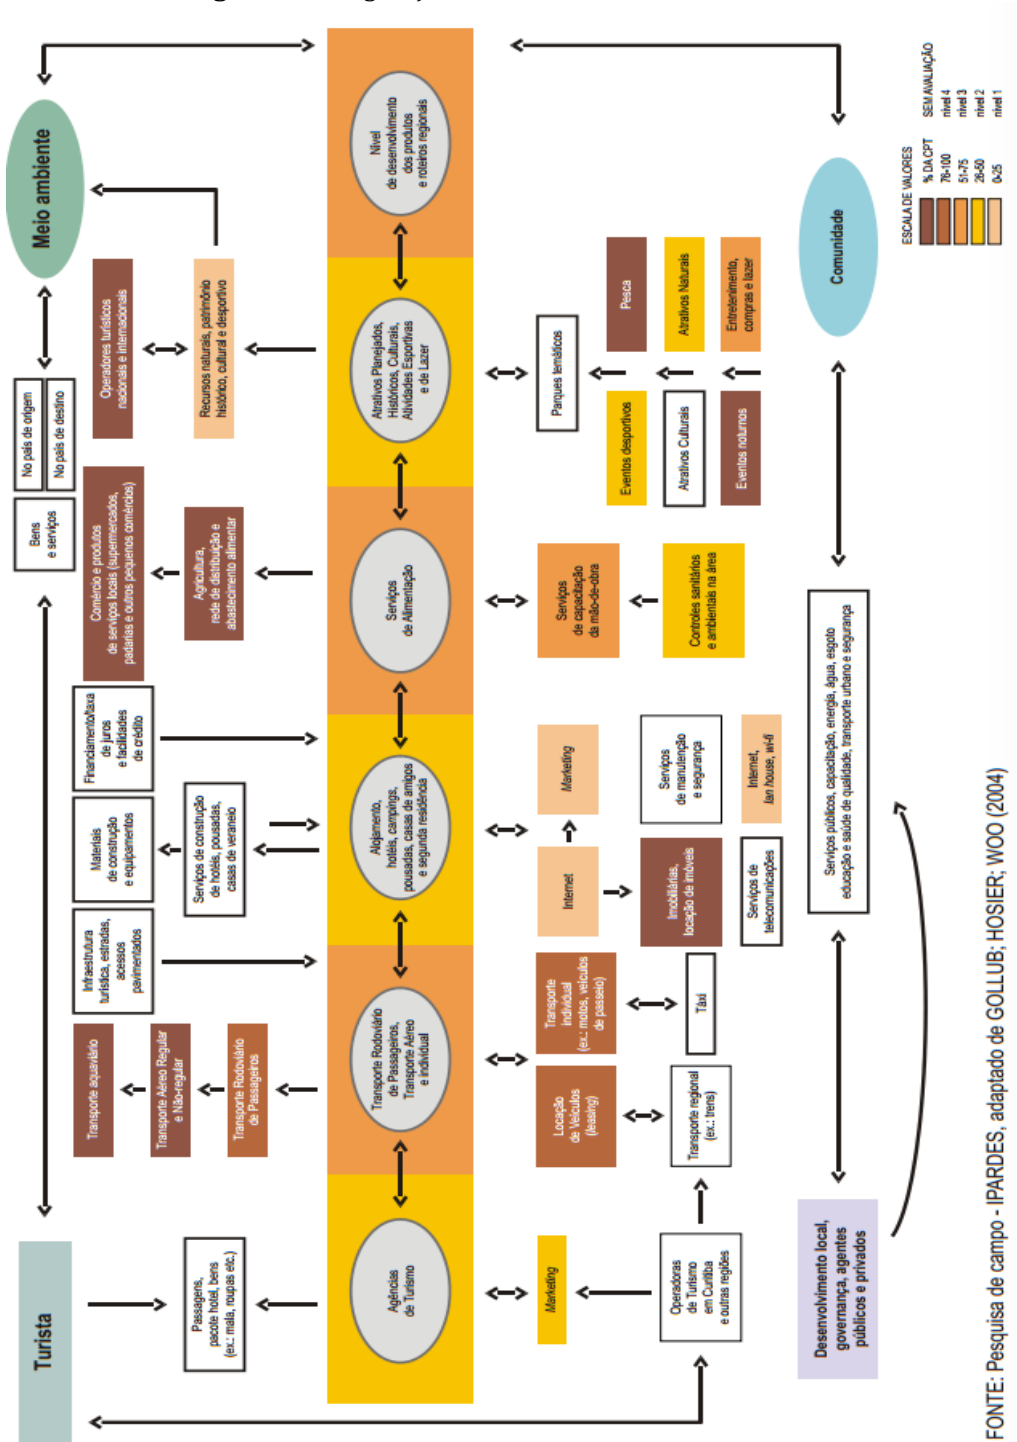 Turista
Bens
e serviços
No país de origem
No país de destino
Meio ambiente
Transporte aquaviário
Transporte Aéreo Regular
e Não-regular
Transporte Rodoviário
de Passageiros
Infraestrutura
turística, estradas,
acessos
pavimentados
Materiais
de construção
e equipamentos
Financiamento/taxa
de juros
e facilidades
de crédito
Comércio e produtos
de serviços locais (supermercados,
padarias e outros pequenos comércios)
Operadores turísticos
nacionais e internacionais
Passagens,
pacote hotel, bens
(ex.: mala, roupas etc.)
Serviços de construção
de hotéis, pousadas,
casas de veraneio
Agricultura,
rede de distribuição e
abastecimento alimentar
Recursos naturais, patrimônio
histórico, cultural e desportivo
Agências
de Turismo
Transporte Rodoviário
de Passageiros,
Transporte Aéreo
e individual
Alojamento,
hotéis, campings,
pousadas, casas de amigos
e segunda residência
Serviços
de Alimentação
Atrativos Planejados,
Históricos, Culturais,
Atividades Esportivas
e de Lazer
Nível
de desenvolvimento
dos produtos
e roteiros regionais
Marketing
Locação
de Veículos
(leasing)
Transporte
individual
(ex.: motos, veículos
de passeio)
Internet
Marketing
Serviços
de capacitação
da mão-de-obra
Parques temáticos
Eventos desportivos
Pesca
Operadoras
de Turismo
em Curitiba
e outras regiões
Transporte regional
(ex.: trens)
Táxi
Imobiliárias,
locação de imóveis
Serviços
de manutenção
e segurança
Controles sanitários
e ambientais na área
Atrativos Culturais
Atrativos Naturais
Serviços de
telecomunicações
Internet,
lan house, wi-fi
Eventos noturnos
Entretenimento,
compras e lazer
Desenvolvimento local,
governança, agentes
públicos e privados
Serviços públicos, capacitação, energia, água, esgoto
educação e saúde de qualidade, transporte urbano e segurança
Comunidade
ESCALA DE VALORES
% DA CPT SEM AVALIAÇÃO
76-100 nível 4
51-75 nível 3
26-50 nível 2
0-25 nível 1
FONTE: Pesquisa de campo - IPARDES, adaptado de GOLLUB; HOSIER; WOO (2004)